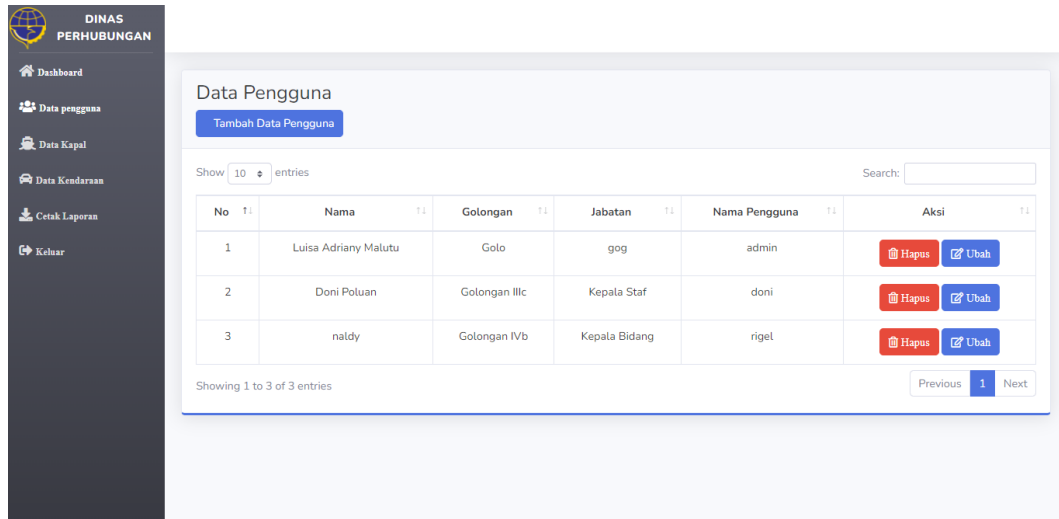 DINAS
PERHUBUNGAN
Dashboard
Data pengguna
Data Kapal
Data Kendaraan
Cetak Laporan
Keluar
Data Pengguna
Tambah Data Pengguna
Show 10 entries Search:
No Nama Golongan Jabatan Nama Pengguna Aksi
1 Luisa Adriany Malutu Golo gog admin Hapus Ubah
2 Doni Poluan Golongan IIIc Kepala Staf doni Hapus Ubah
3 naldy Golongan IVb Kepala Bidang rigel Hapus Ubah
Showing 1 to 3 of 3 entries Previous 1 Next